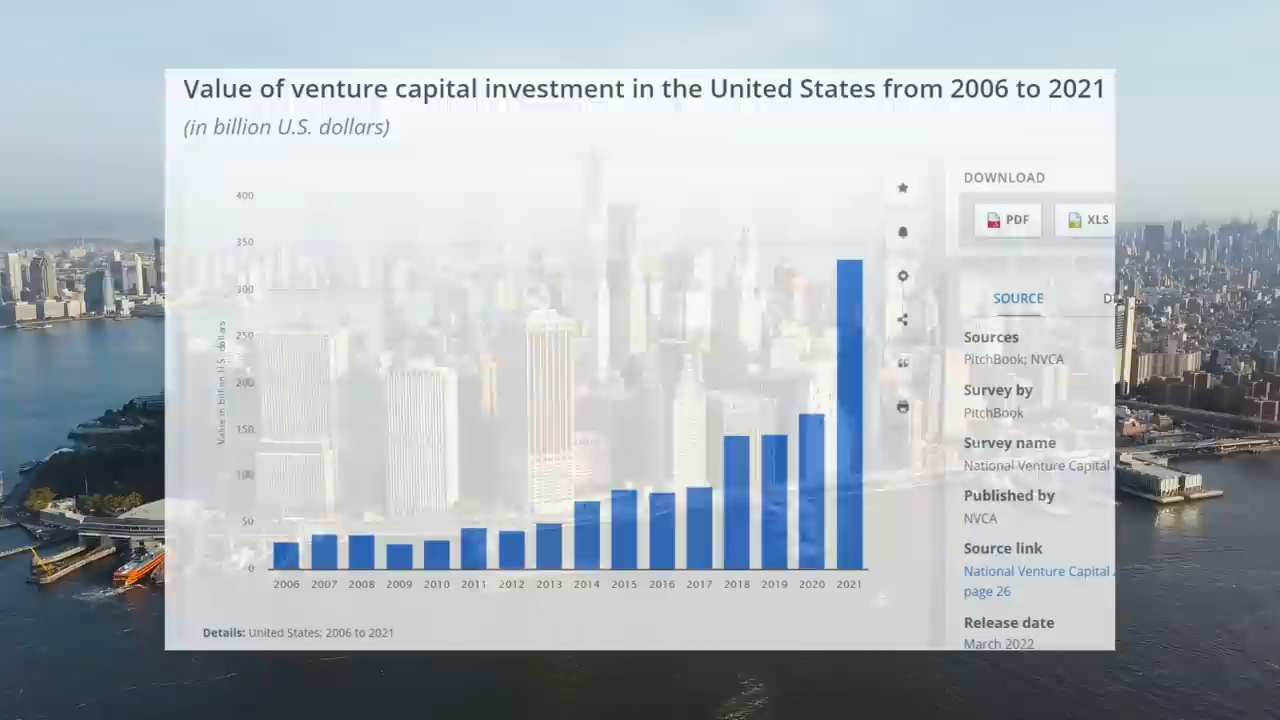 Value of venture capital investment in the United States from 2006 to 2021
(in billion U.S. dollars)
DOWNLOAD
PDF
XLS
400
350
300
250
200
150
100
50
0
Value in billion U.S. dollars
2006 2007 2008 2009 2010 2011 2012 2013 2014 2015 2016 2017 2018 2019 2020 2021
Details: United States; 2006 to 2021
SOURCE
Sources
PitchBook; NVCA
Survey by
PitchBook
Survey name
National Venture Capital
Published by
NVCA
Source link
National Venture Capital
page 26
Release date
March 2022